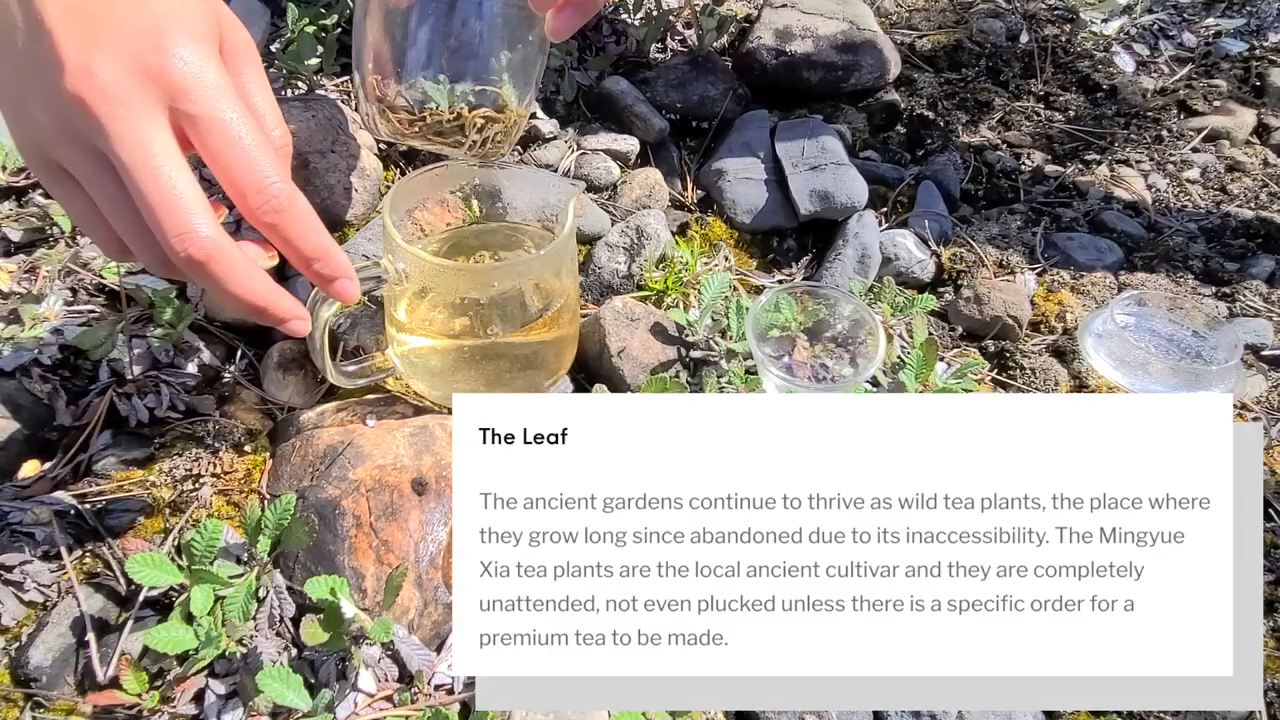 The Leaf
The ancient gardens continue to thrive as wild tea plants, the place where
they grow long since abandoned due to its inaccessibility. The Mingyue
Xia tea plants are the local ancient cultivar and they are completely
unattended, not even plucked unless there is a specific order for a
premium tea to be made.